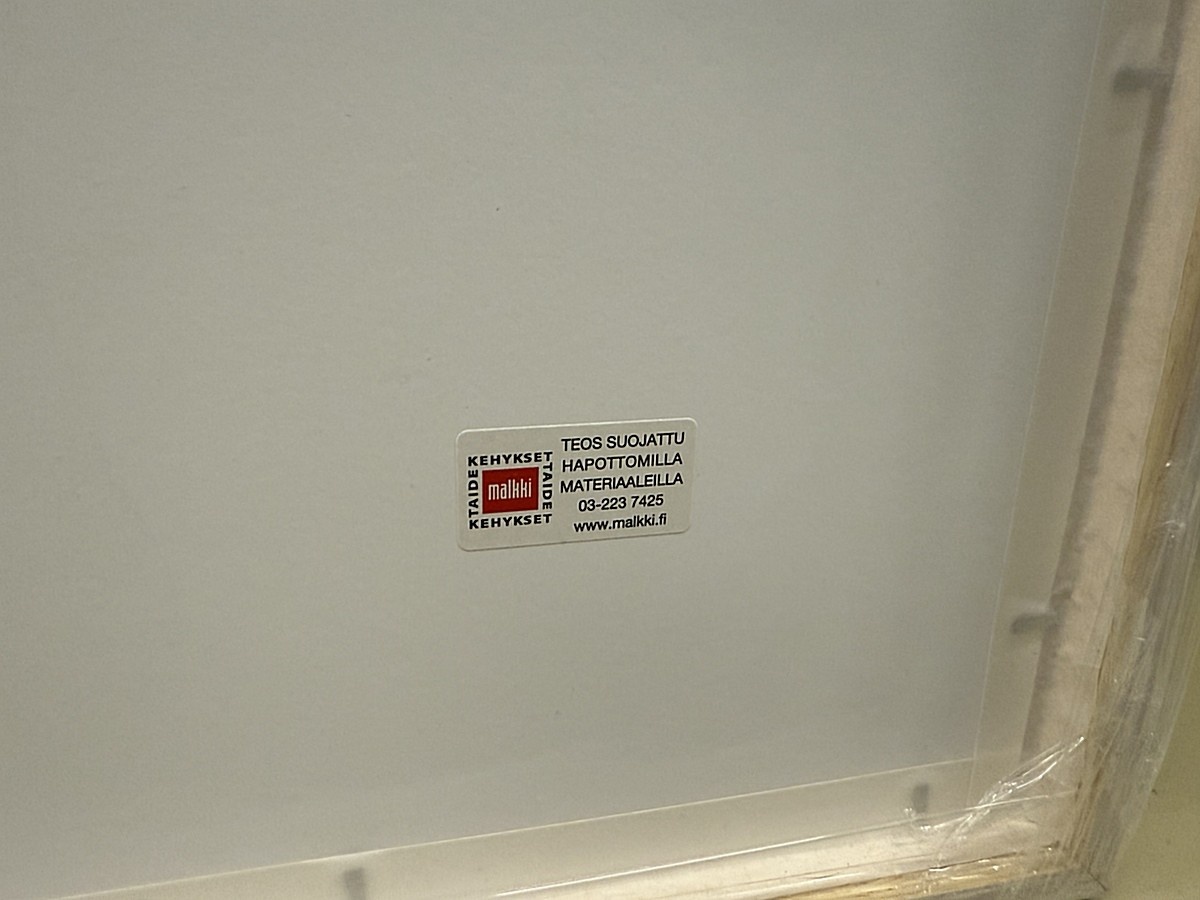 KEHYKSET
TAIDE
malkki
TAIDE
KEHYKSET
TEOS SUOJATTU
HAPOTTOMILLA
MATERIAALEILLA
03-223 7425
www.malkki.fi